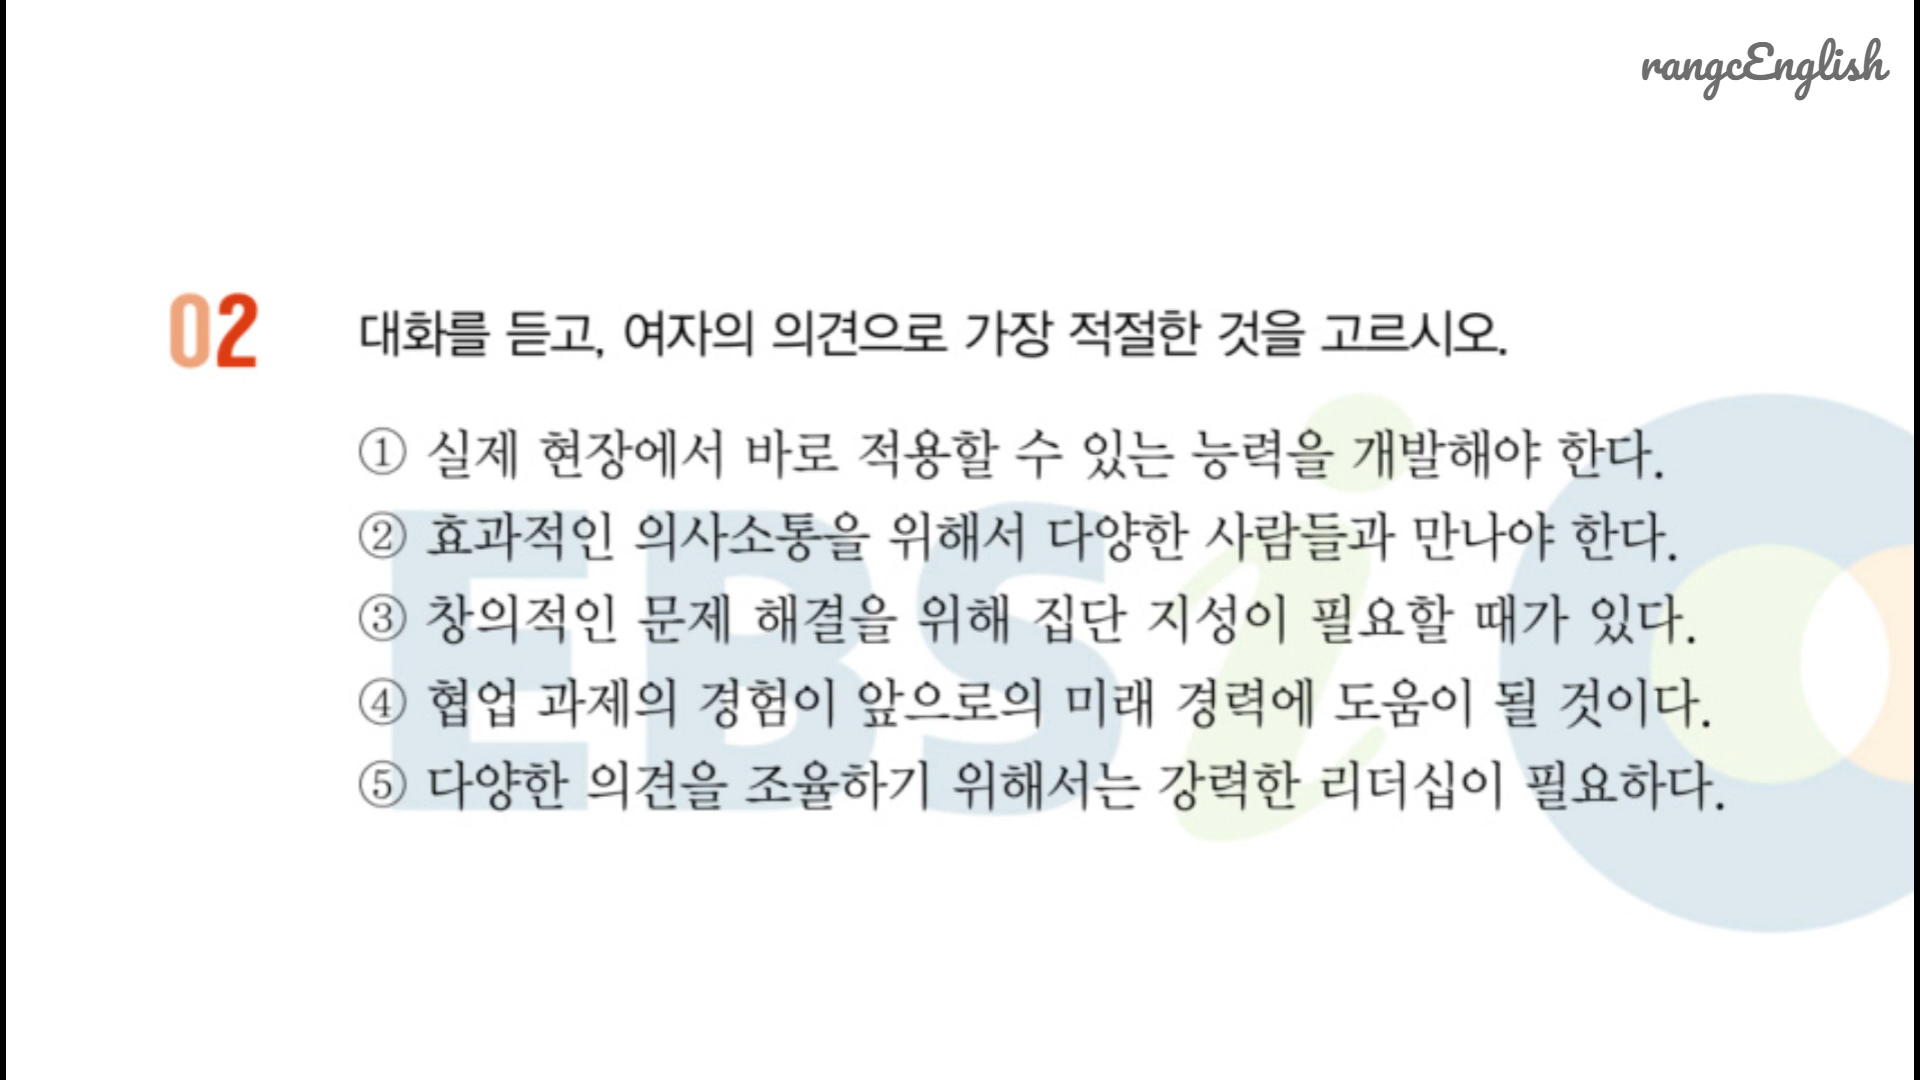 rangcEnglish
02 대화를 듣고, 여자의 의견으로 가장 적절한 것을 고르시오.
① 실제 현장에서 바로 적용할 수 있는 능력을 개발해야 한다.
② 효과적인 의사소통을 위해서 다양한 사람들과 만나야 한다.
③ 창의적인 문제 해결을 위해 집단 지성이 필요할 때가 있다.
④ 협업 과제의 경험이 앞으로의 미래 경력에 도움이 될 것이다.
⑤ 다양한 의견을 조율하기 위해서는 강력한 리더십이 필요하다.
EBSi